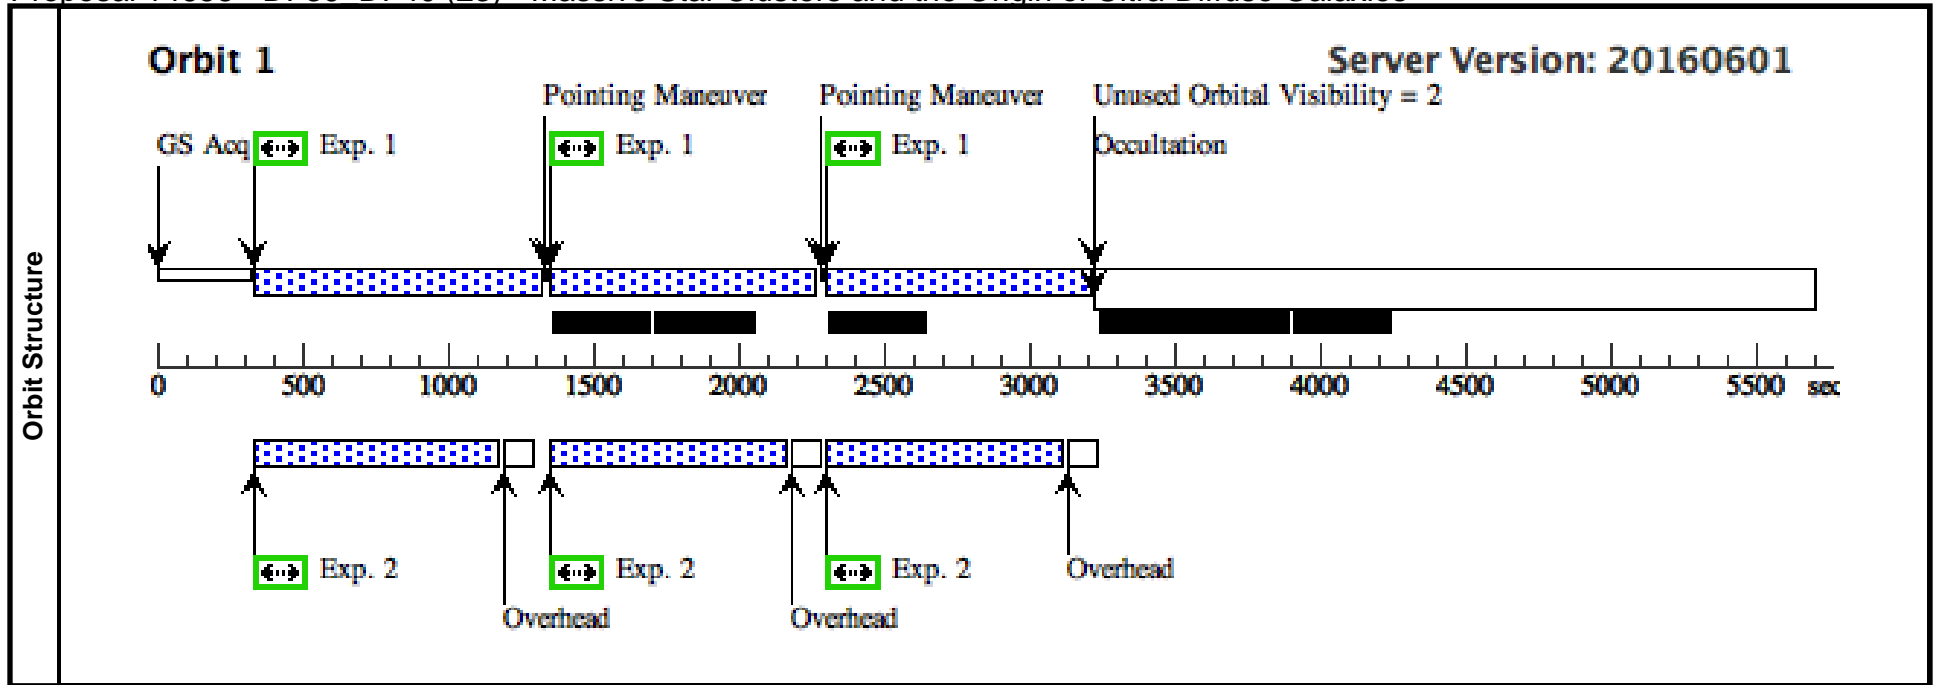 Orbit 1
Server Version: 20160601
Pointing Maneuver Pointing Maneuver Unused Orbital Visibility = 2
GS Acq Exp. 1 Exp. 1 Exp. 1 Occultation
0 500 1000 1500 2000 2500 3000 3500 4000 4500 5000 5500 sec
Orbit Structure
Exp. 2 Exp. 2 Exp. 2 Overhead
Overhead Overhead